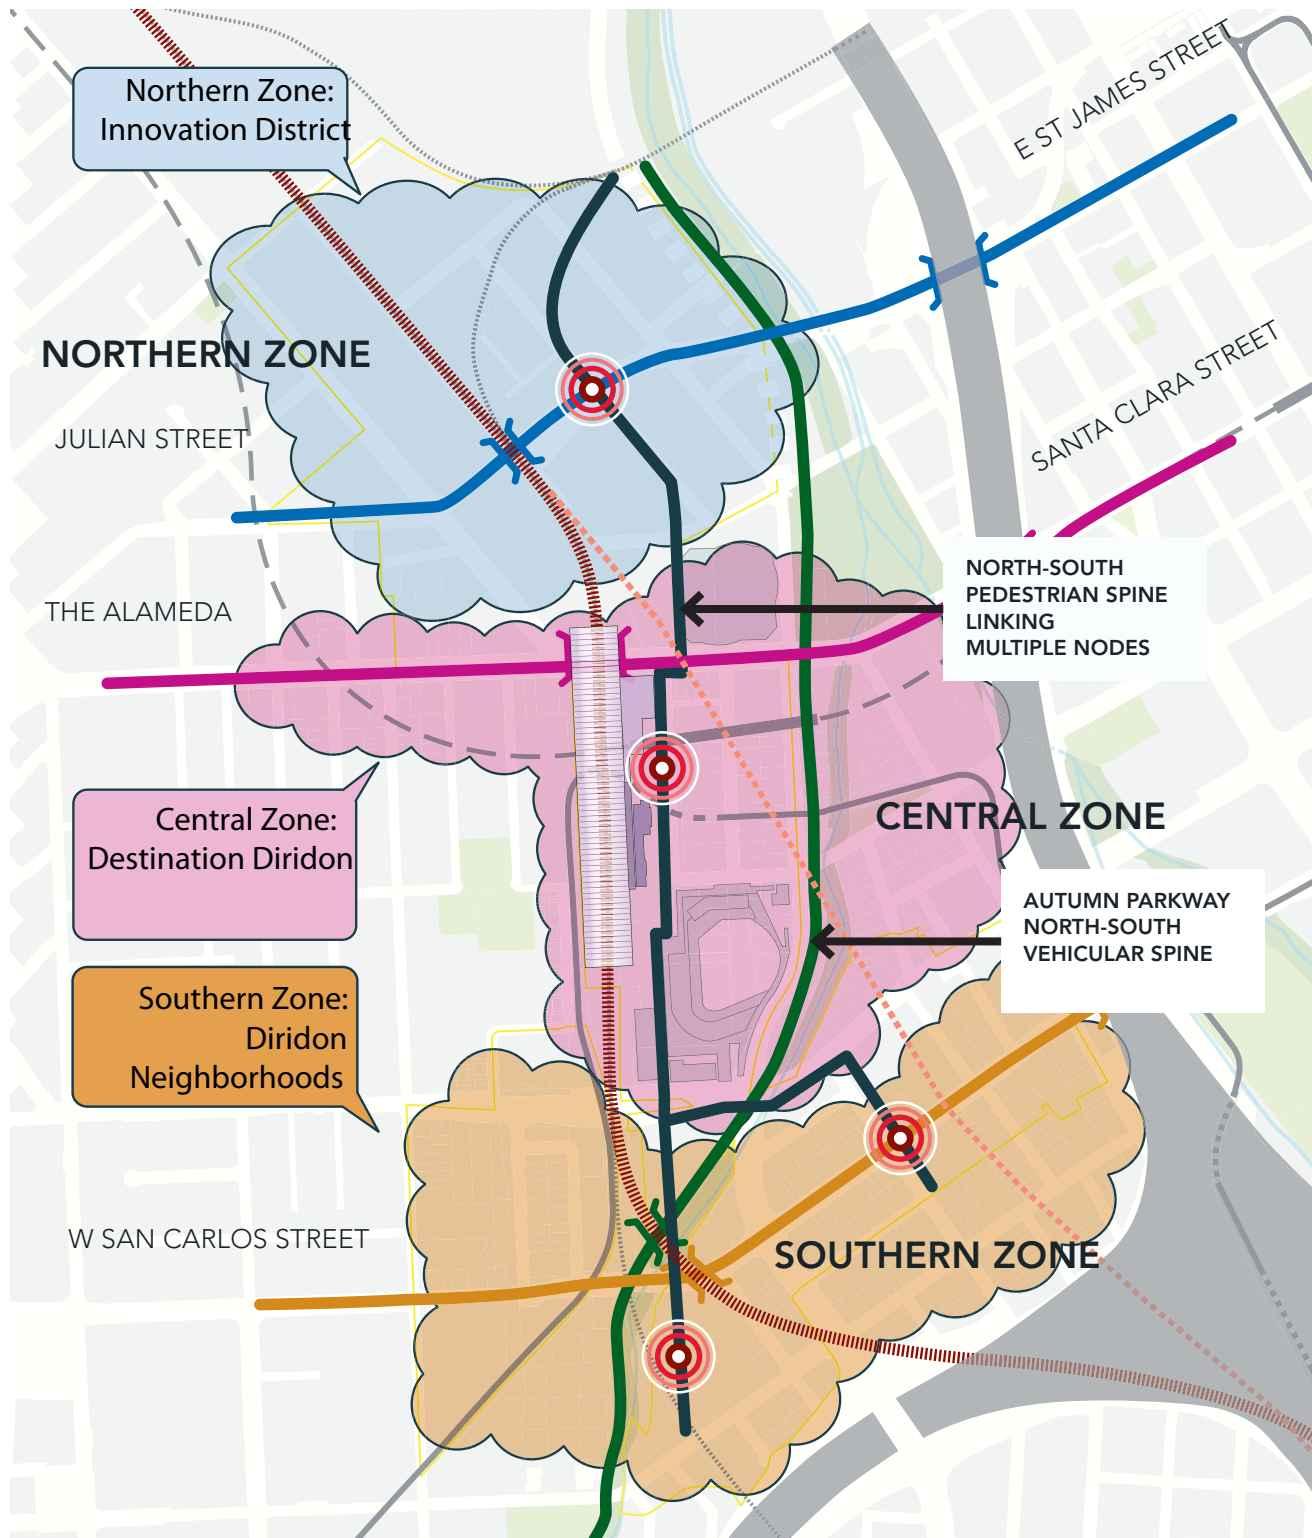 E ST JAMES STREET
Northern Zone:
Innovation District
NORTHERN ZONE
SANTA CLARA STREET
JULIAN STREET
NORTH-SOUTH
PEDESTRIAN SPINE
LINKING
MULTIPLE NODES
THE ALAMEDA
Central Zone:
Destination Diridon
CENTRAL ZONE
AUTUMN PARKWAY
NORTH-SOUTH
VEHICULAR SPINE
Southern Zone:
Diridon
Neighborhoods
W SAN CARLOS STREET
SOUTHERN ZONE